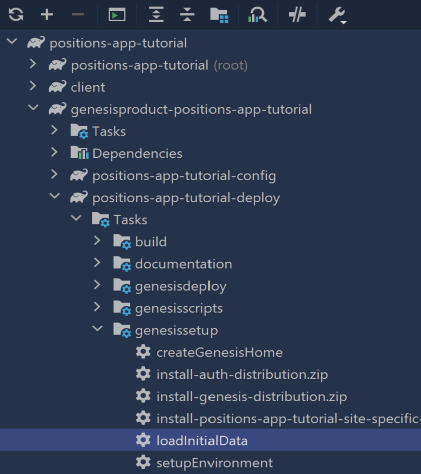 positions-app-tutorial
positions-app-tutorial (root)
client
genesisproduct-positions-app-tutorial
Tasks
Dependencies
positions-app-tutorial-config
positions-app-tutorial-deploy
Tasks
build
documentation
genesisdeploy
genesisscripts
genesissetup
createGenesisHome
install-auth-distribution.zip
install-genesis-distribution.zip
install-positions-app-tutorial-site-specific-
loadInitialData
setupEnvironment